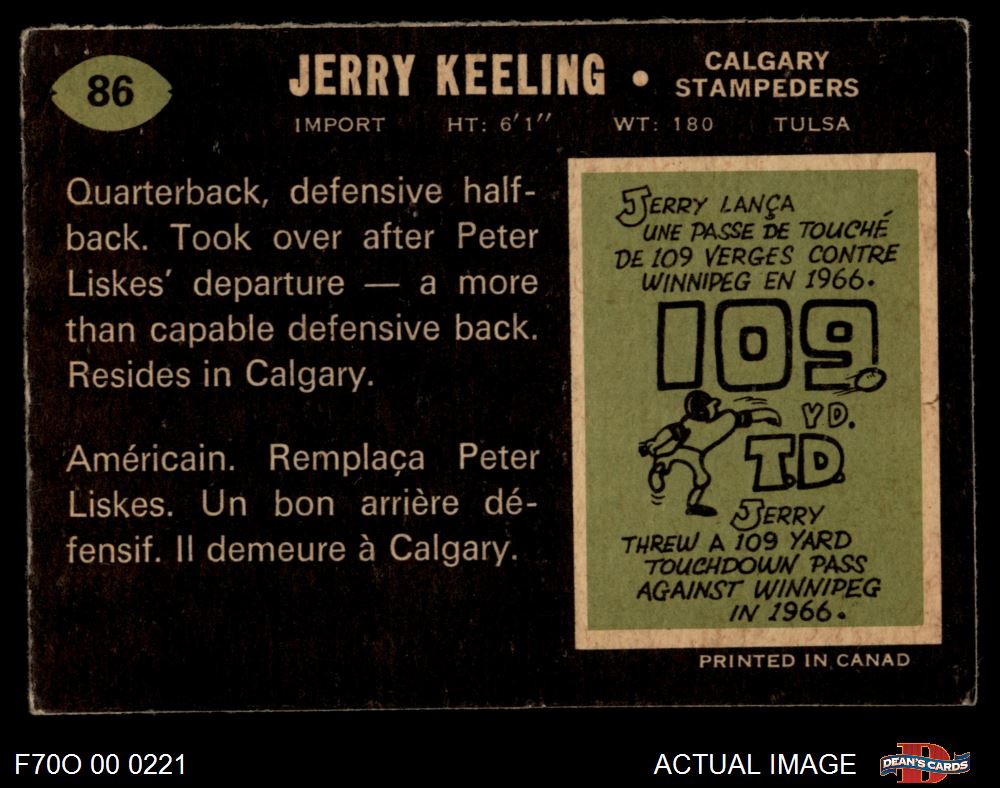 86
JERRY KEELING • CALGARY STAMPEDERS
IMPORT HT: 6'1" WT: 180 TULSA
Quarterback, defensive half-
back. Took over after Peter
Liskes' departure — a more
than capable defensive back.
Resides in Calgary.
Américain. Remplaça Peter
Liskes. Un bon arrière dé-
fensif. Il demeure à Calgary.
JERRY LANÇA
UNE PASSE DE TOUCHÉ
DE 109 VERGES CONTRE
WINNIPEG EN 1966.
109
YD.
T.D.
JERRY
THREW A 109 YARD
TOUCHDOWN PASS
AGAINST WINNIPEG
IN 1966.
PRINTED IN CANAD
F70O 00 0221
ACTUAL IMAGE
D
DEAN'S CARDS